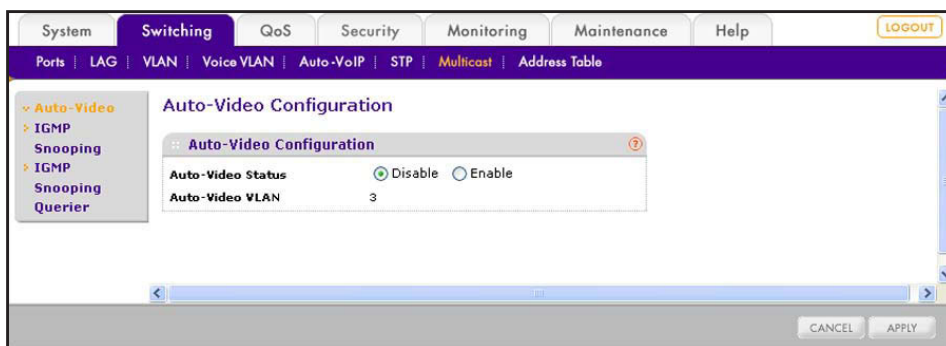 System Switching QoS Security Monitoring Maintenance Help LOGOUT
Ports | LAG | VLAN | Voice VLAN | Auto-VoIP | STP | Multicast | Address Table
Auto-Video
IGMP
Snooping
IGMP
Snooping
Querier
Auto-Video Configuration
Auto-Video Configuration ?
Auto-Video Status Disable Enable
Auto-Video VLAN 3
CANCEL APPLY